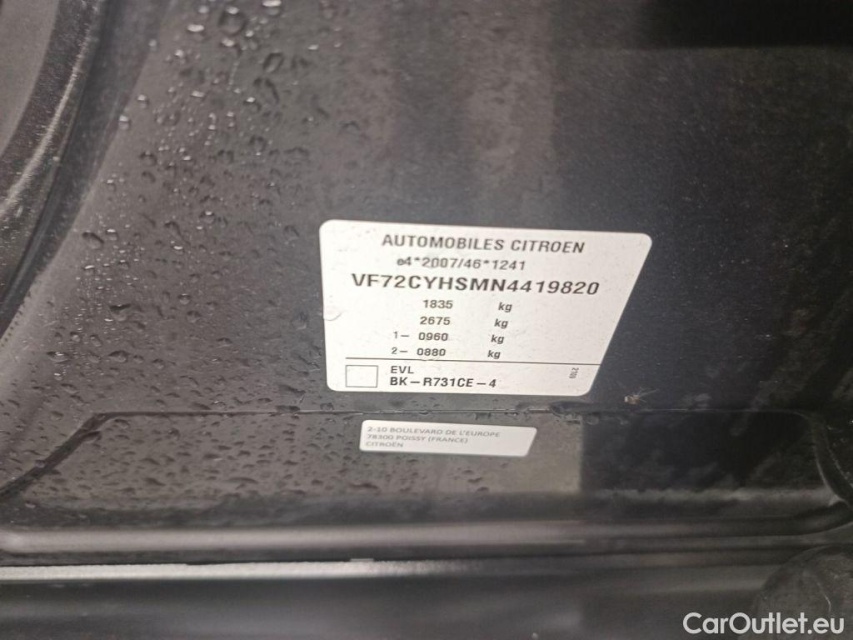 AUTOMOBILES CITROEN
e4*2007/46*1241
VF72CYHSMN4419820
1835 kg
2675 kg
1- 0960 kg
2- 0880 kg
EVL
BK-R731CE-4
2-10 BOULEVARD DE L'EUROPE
78300 POISSY (FRANCE)
CITROËN
CarOutlet.eu